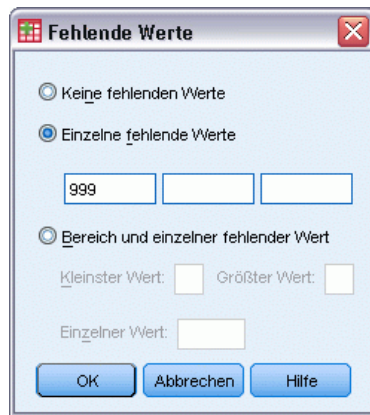 Fehlende Werte
Keine fehlenden Werte
Einzelne fehlende Werte
999
Bereich und einzelner fehlender Wert
Kleinster Wert: Größter Wert:
Einzelner Wert:
OK Abbrechen Hilfe